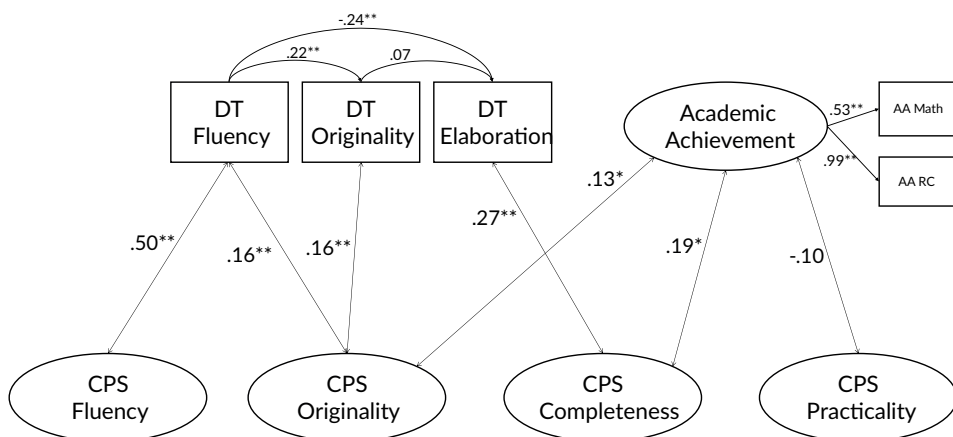 -.24**
.22**
.07
DT
Fluency
DT
Originality
DT
Elaboration
Academic
Achievement
.53**
AA Math
.99**
AA RC
.50**
.16**
.16**
.27**
.13*
.19*
-.10
CPS
Fluency
CPS
Originality
CPS
Completeness
CPS
Practicality